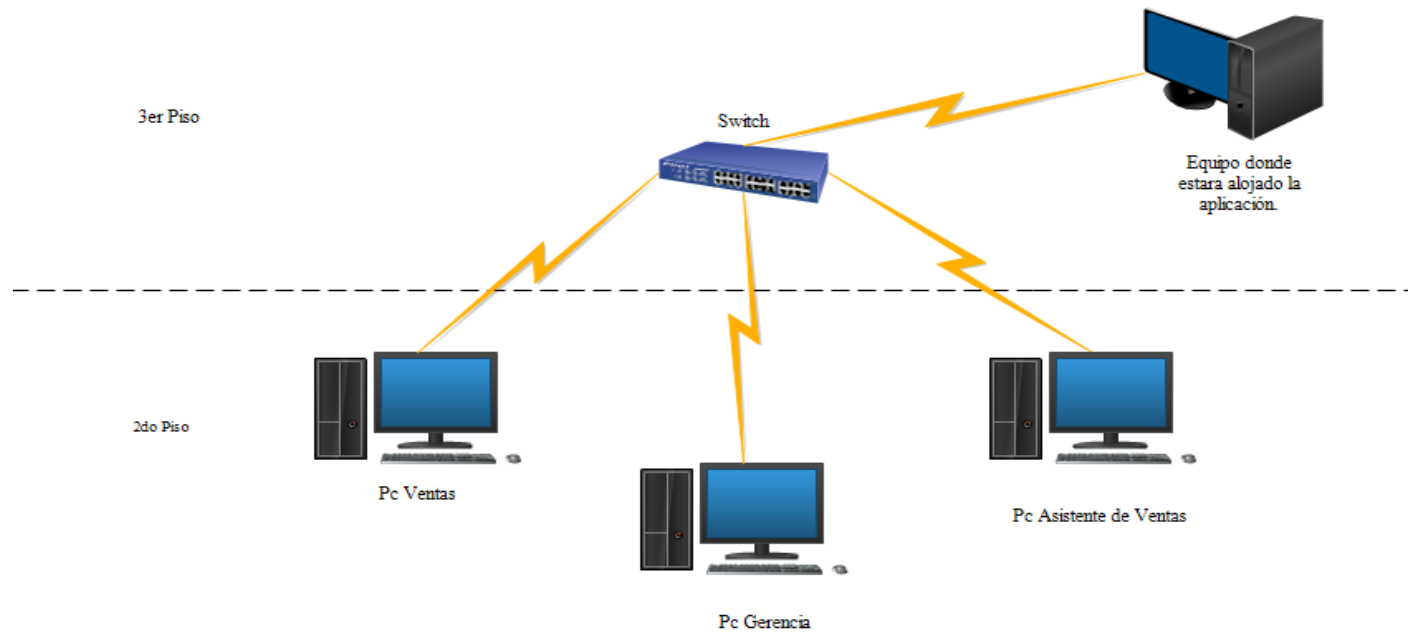 3er Piso
Switch
Equipo donde
estara alojado la
aplicación.
2do Piso
Pc Ventas
Pc Asistente de Ventas
Pc Gerencia